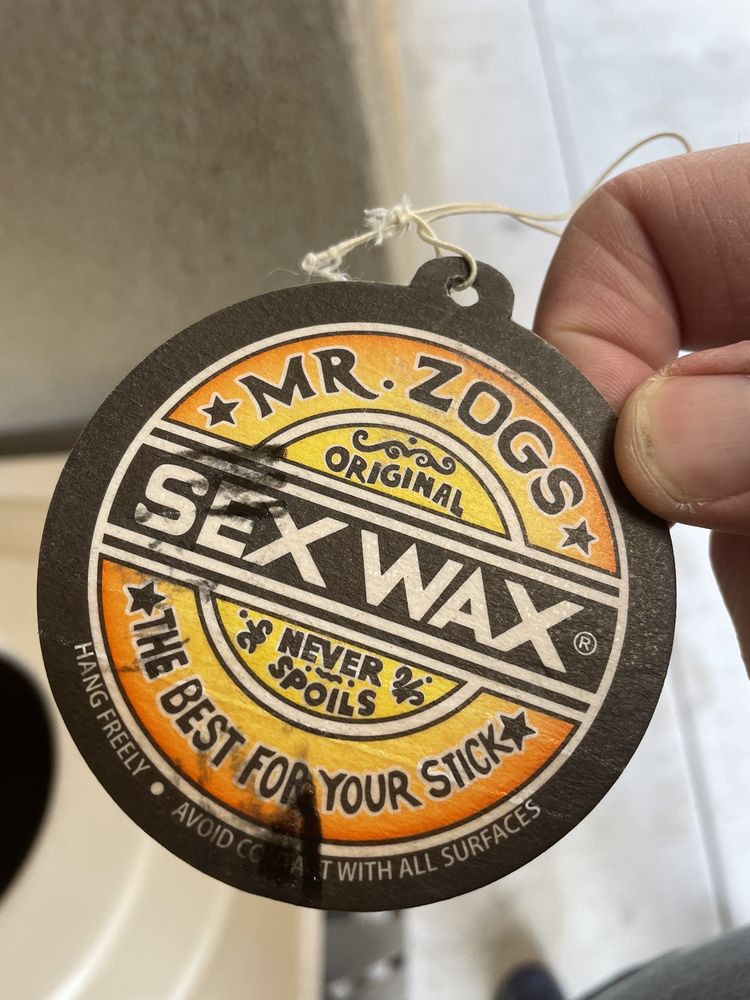 MR. ZOGS
ORIGINAL
SEX WAX®
NEVER
SPOILS
THE BEST FOR YOUR STICK
HANG FREELY • AVOID CONTACT WITH ALL SURFACES